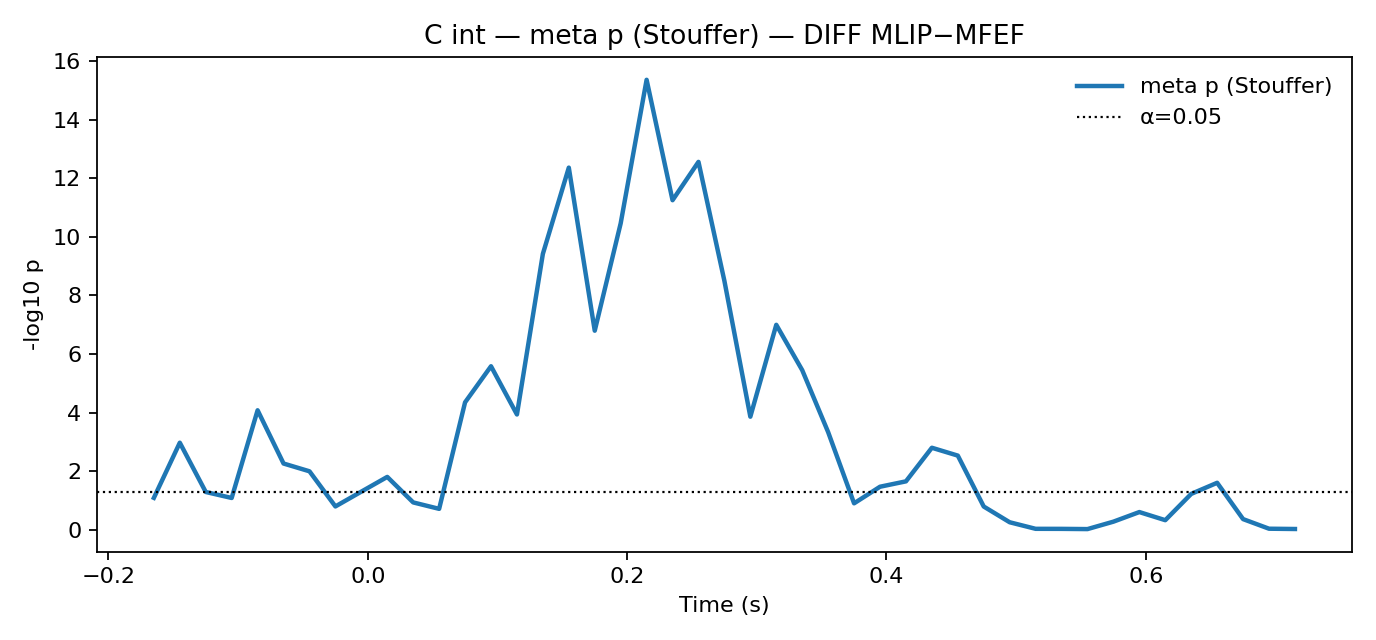 C int — meta p (Stouffer) — DIFF MLIP−MFEF
16
14
12
10
8
6
4
2
0
-log10 p
meta p (Stouffer)
α=0.05
−0.2
0.0
0.2
0.4
0.6
Time (s)